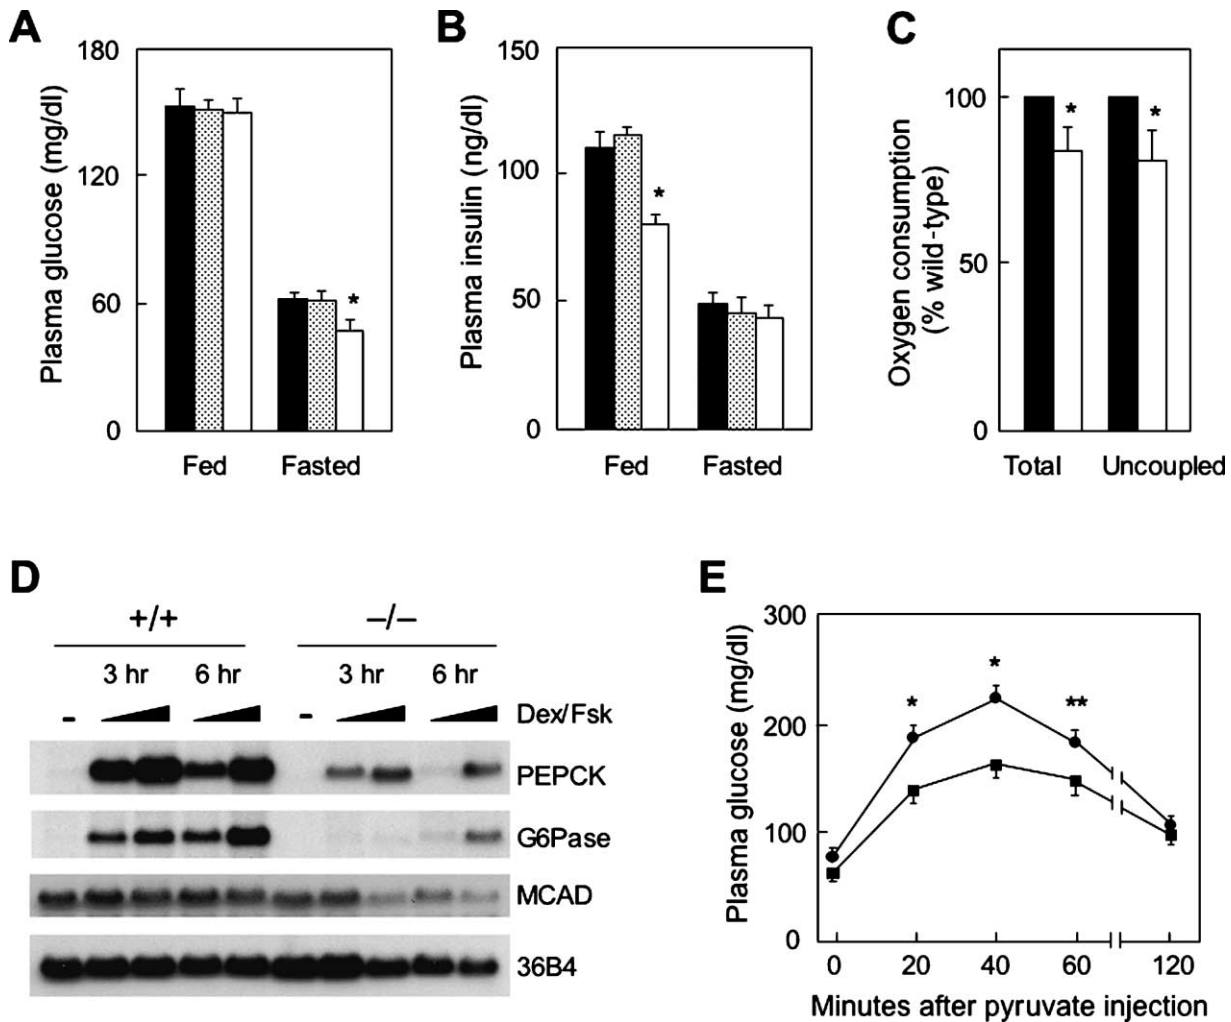 A
Plasma glucose (mg/dl)
180
120
60
0
*
Fed Fasted
B
Plasma insulin (ng/dl)
150
100
50
0
*
Fed Fasted
C
Oxygen consumption
(% wild-type)
100
50
0
* *
Total Uncoupled
D
+/+ –/–
3 hr 6 hr 3 hr 6 hr
- - Dex/Fsk
PEPCK
G6Pase
MCAD
36B4
E
Plasma glucose (mg/dl)
300
200
100
0
* * **
0 20 40 60 120
Minutes after pyruvate injection